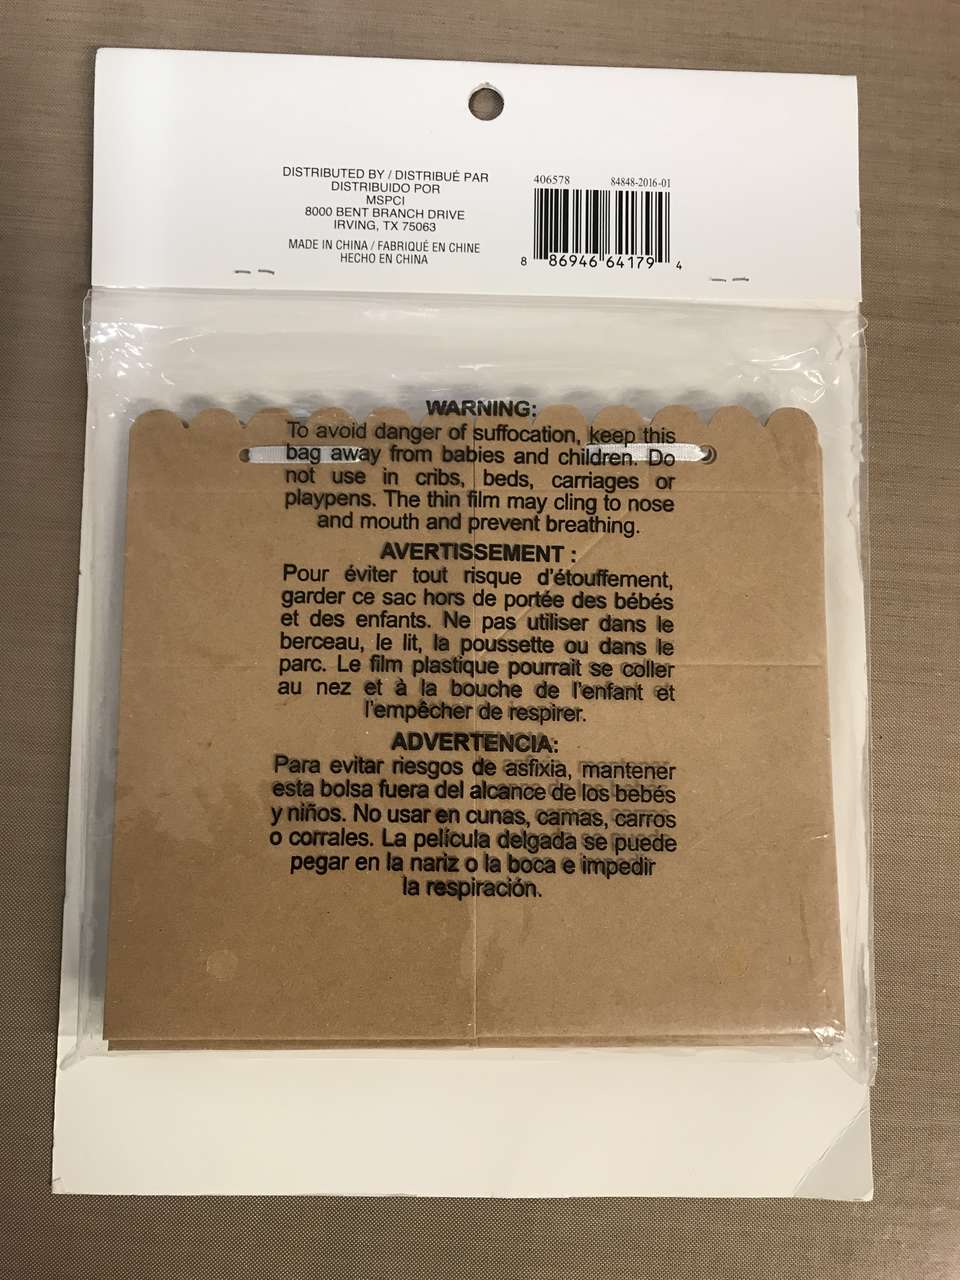 DISTRIBUTED BY / DISTRIBUÉ PAR
DISTRIBUIDO POR
MSPCI
8000 BENT BRANCH DRIVE
IRVING, TX 75063
MADE IN CHINA / FABRIQUÉ EN CHINE
HECHO EN CHINA
406578 84848-2016-01
8 86946 64179 4
WARNING:
To avoid danger of suffocation, keep this
bag away from babies and children. Do
not use in cribs, beds, carriages or
playpens. The thin film may cling to nose
and mouth and prevent breathing.
AVERTISSEMENT :
Pour éviter tout risque d'étouffement,
garder ce sac hors de portée des bébés
et des enfants. Ne pas utiliser dans le
berceau, le lit, la poussette ou dans le
parc. Le film plastique pourrait se coller
au nez et à la bouche de l'enfant et
l'empêcher de respirer.
ADVERTENCIA:
Para evitar riesgos de asfixia, mantener
esta bolsa fuera del alcance de los bebés
y niños. No usar en cunas, camas, carros
o corrales. La película delgada se puede
pegar en la nariz o la boca e impedir
la respiración.